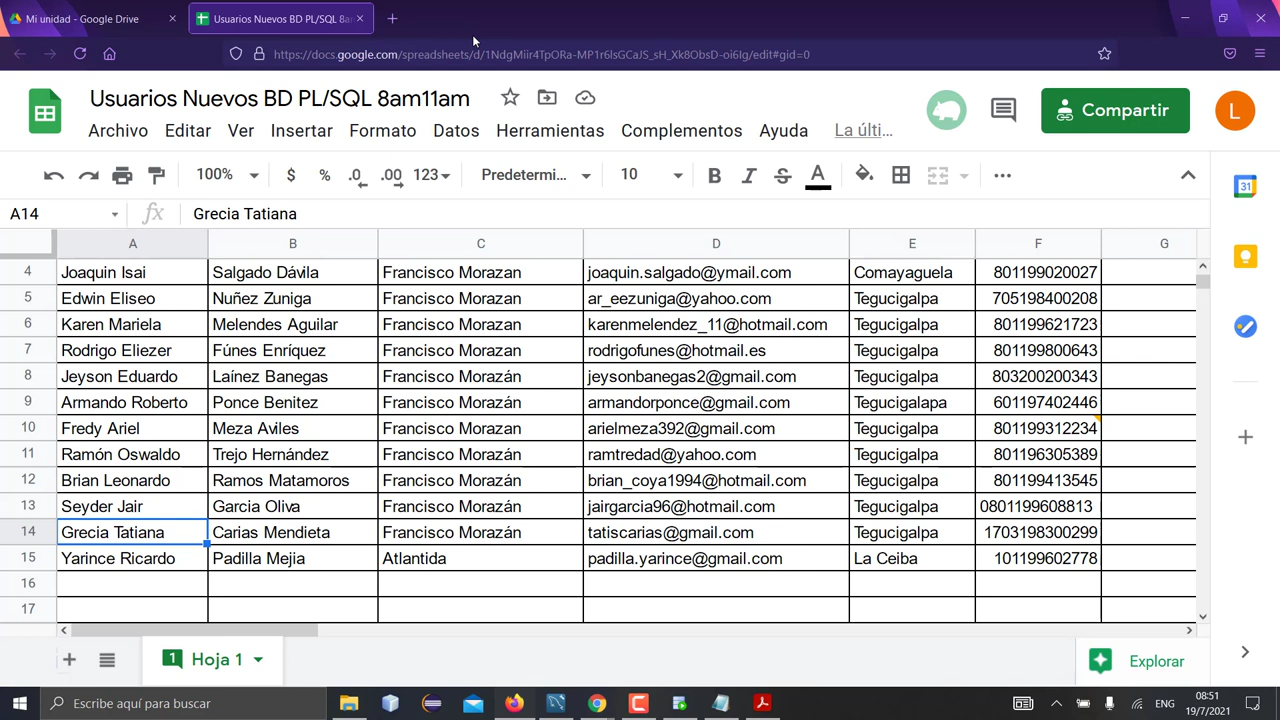 Mi unidad - Google Drive
Usuarios Nuevos BD PL/SQL 8am
https://docs.google.com/spreadsheets/d/1NdgMiir4TpORa-MP1r6lsGCaJS_sH_Xk8ObsD-oi6Ig/edit#gid=0
Usuarios Nuevos BD PL/SQL 8am11am
Compartir
L
Archivo Editar Ver Insertar Formato Datos Herramientas Complementos Ayuda La últi...
100% $ % .0 .00 123 Predetermi... 10 B I S A
A14 fx Grecia Tatiana
31
A B C D E F G
4 Joaquin Isai Salgado Dávila Francisco Morazan joaquin.salgado@ymail.com Comayaguela 801199020027
5 Edwin Eliseo Nuñez Zuniga Francisco Morazan ar_eezuniga@yahoo.com Tegucigalpa 705198400208
6 Karen Mariela Melendes Aguilar Francisco Morazan karenmelendez_11@hotmail.com Tegucigalpa 801199621723
7 Rodrigo Eliezer Fúnes Enríquez Francisco Morazán rodrigofunes@hotmail.es Tegucigalpa 801199800643
8 Jeyson Eduardo Laínez Banegas Francisco Morazán jeysonbanegas2@gmail.com Tegucigalpa 803200200343
9 Armando Roberto Ponce Benitez Francisco Morazán armandorponce@gmail.com Tegucigalapa 601197402446
10 Fredy Ariel Meza Aviles Francisco Morazán arielmeza392@gmail.com Tegucigalpa 801199312234
11 Ramón Oswaldo Trejo Hernández Francisco Morazán ramtredad@yahoo.com Tegucigalpa 801196305389
12 Brian Leonardo Ramos Matamoros Francisco Morazán brian_coya1994@hotmail.com Tegucigalpa 801199413545
13 Seyder Jair Garcia Oliva Francisco Morazán jairgarcia96@hotmail.com Tegucigalpa 0801199608813
14 Grecia Tatiana Carias Mendieta Francisco Morazán tatiscarias@gmail.com Tegucigalpa 1703198300299
15 Yarince Ricardo Padilla Mejia Atlantida padilla.yarince@gmail.com La Ceiba 101199602778
16
17
1 Hoja 1 Explorar
Escribe aquí para buscar
ENG
08:51
19/7/2021